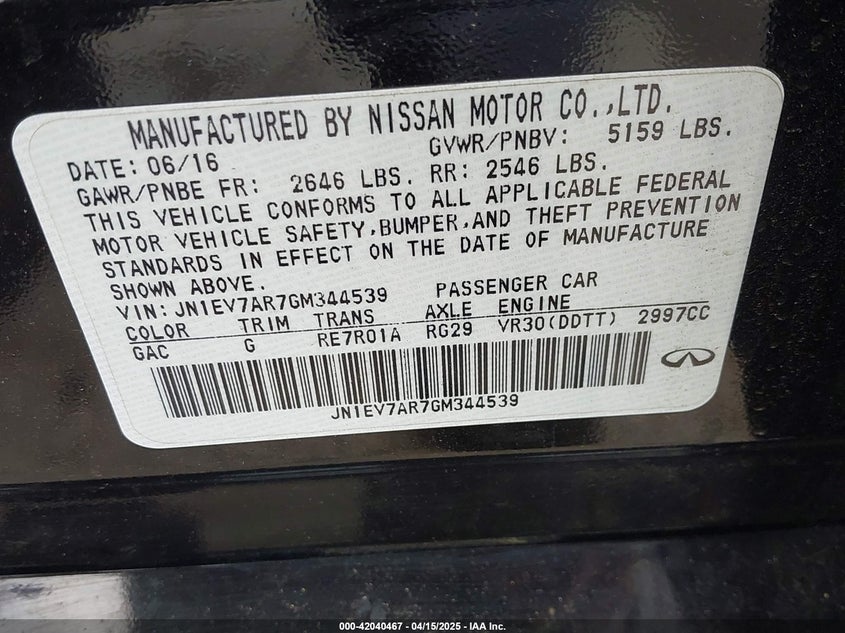 MANUFACTURED BY NISSAN MOTOR CO.,LTD.
DATE: 06/16 GVWR/PNBV: 5159 LBS.
GAWR/PNBE FR: 2646 LBS. RR: 2546 LBS.
THIS VEHICLE CONFORMS TO ALL APPLICABLE FEDERAL
MOTOR VEHICLE SAFETY,BUMPER,AND THEFT PREVENTION
STANDARDS IN EFFECT ON THE DATE OF MANUFACTURE
SHOWN ABOVE.
VIN: JN1EV7AR7GM344539 PASSENGER CAR
COLOR TRIM TRANS AXLE ENGINE
GAC G RE7R01A RG29 VR30(DDTT) 2997CC
JN1EV7AR7GM344539
000-42040467 - 04/15/2025 - IAA Inc.